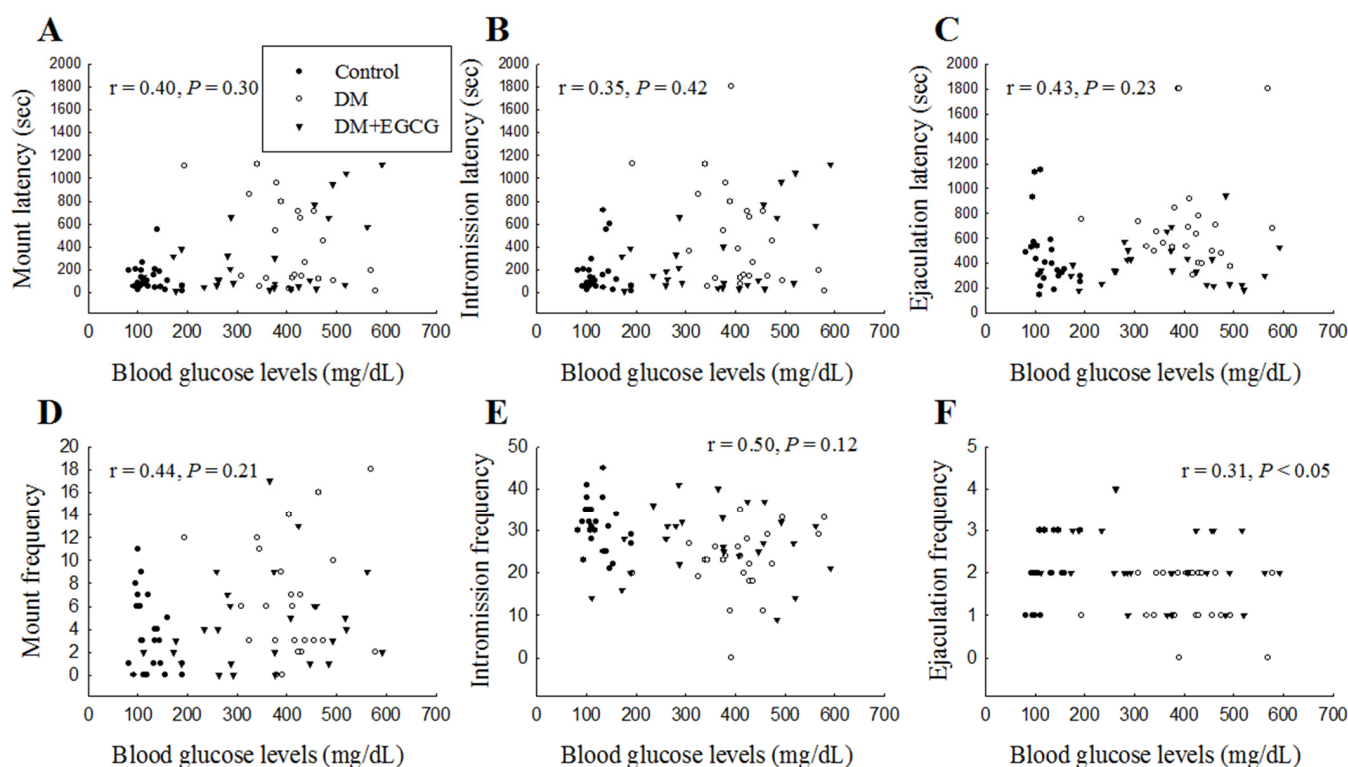 A
B
C
2000
1800
1600
1400
1200
1000
800
600
400
200
0
Mount latency (sec)
r = 0.40, P = 0.30
Control
DM
DM+EGCG
0 100 200 300 400 500 600 700
Blood glucose levels (mg/dL)
2000
1800
1600
1400
1200
1000
800
600
400
200
0
Intromission latency (sec)
r = 0.35, P = 0.42
0 100 200 300 400 500 600 700
Blood glucose levels (mg/dL)
2000
1800
1600
1400
1200
1000
800
600
400
200
0
Ejaculation latency (sec)
r = 0.43, P = 0.23
0 100 200 300 400 500 600 700
Blood glucose levels (mg/dL)
D
E
F
20
18
16
14
12
10
8
6
4
2
0
Mount frequency
r = 0.44, P = 0.21
0 100 200 300 400 500 600 700
Blood glucose levels (mg/dL)
50
40
30
20
10
0
Intromission frequency
r = 0.50, P = 0.12
0 100 200 300 400 500 600 700
Blood glucose levels (mg/dL)
5
4
3
2
1
0
Ejaculation frequency
r = 0.31, P < 0.05
0 100 200 300 400 500 600 700
Blood glucose levels (mg/dL)